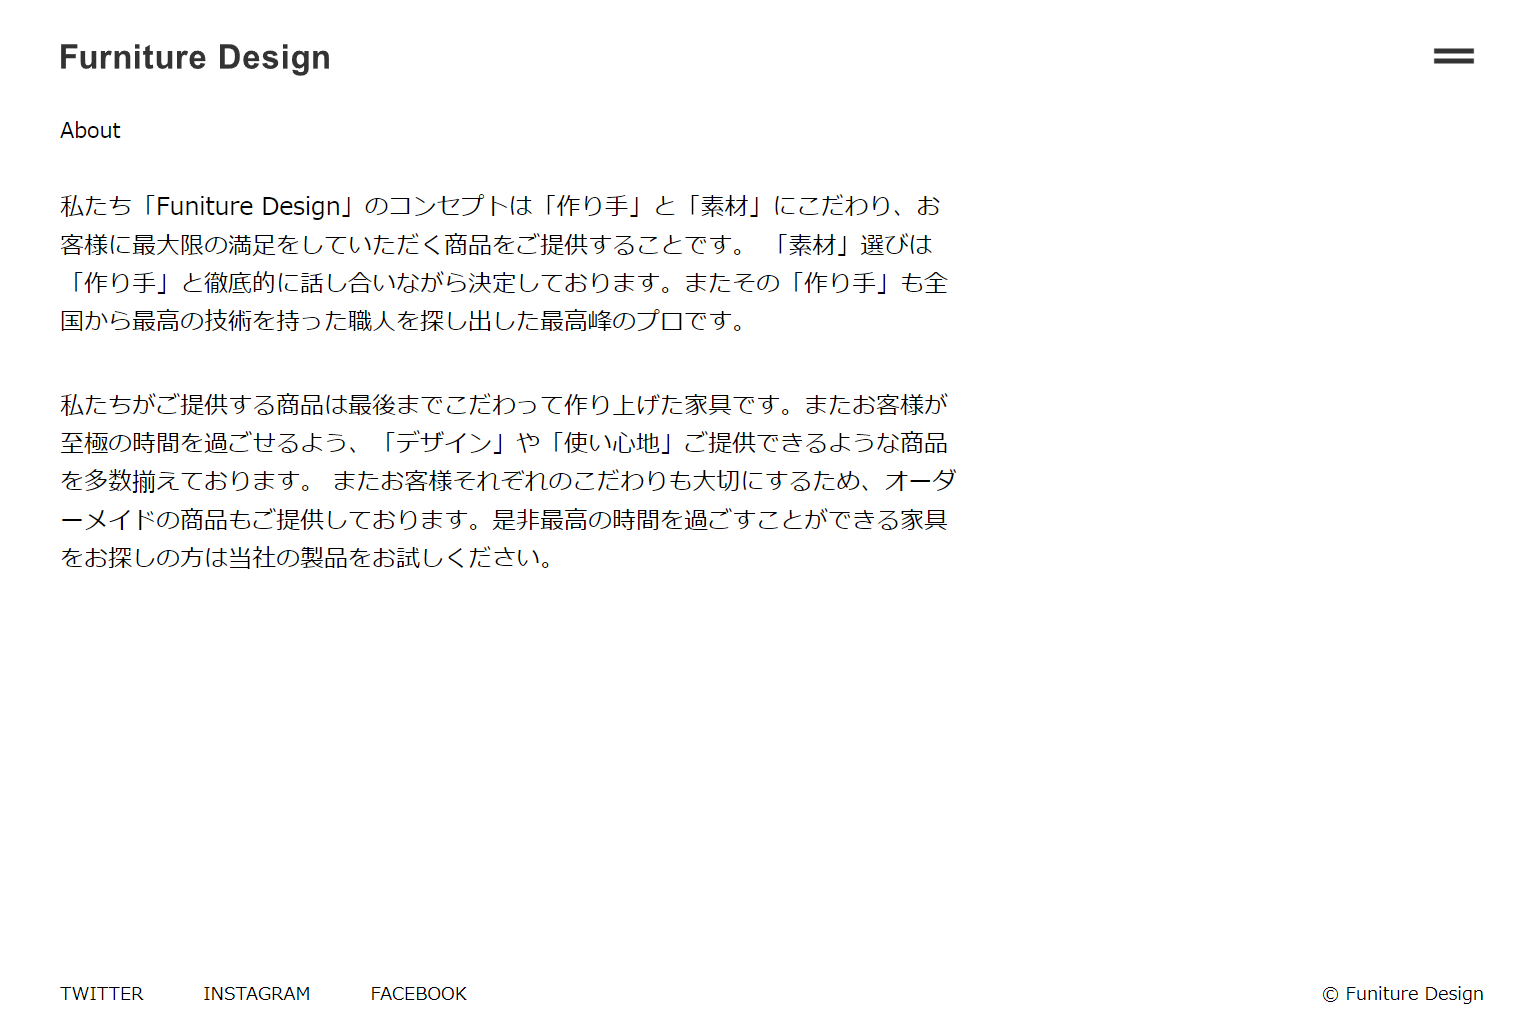 Furniture Design
About
私たち「Funiture Design」のコンセプトは「作り手」と「素材」にこだわり、お
客様に最大限の満足をしていただく商品をご提供することです。 「素材」選びは
「作り手」と徹底的に話し合いながら決定しております。またその「作り手」も全
国から最高の技術を持った職人を探し出した最高峰のプロです。
私たちがご提供する商品は最後までこだわって作り上げた家具です。またお客様が
至極の時間を過ごせるよう、「デザイン」や「使い心地」ご提供できるような商品
を多数揃えております。 またお客様それぞれのこだわりも大切にするため、オーダ
ーメイドの商品もご提供しております。是非最高の時間を過ごすことができる家具
をお探しの方は当社の製品をお試しください。
TWITTER INSTAGRAM FACEBOOK © Funiture Design